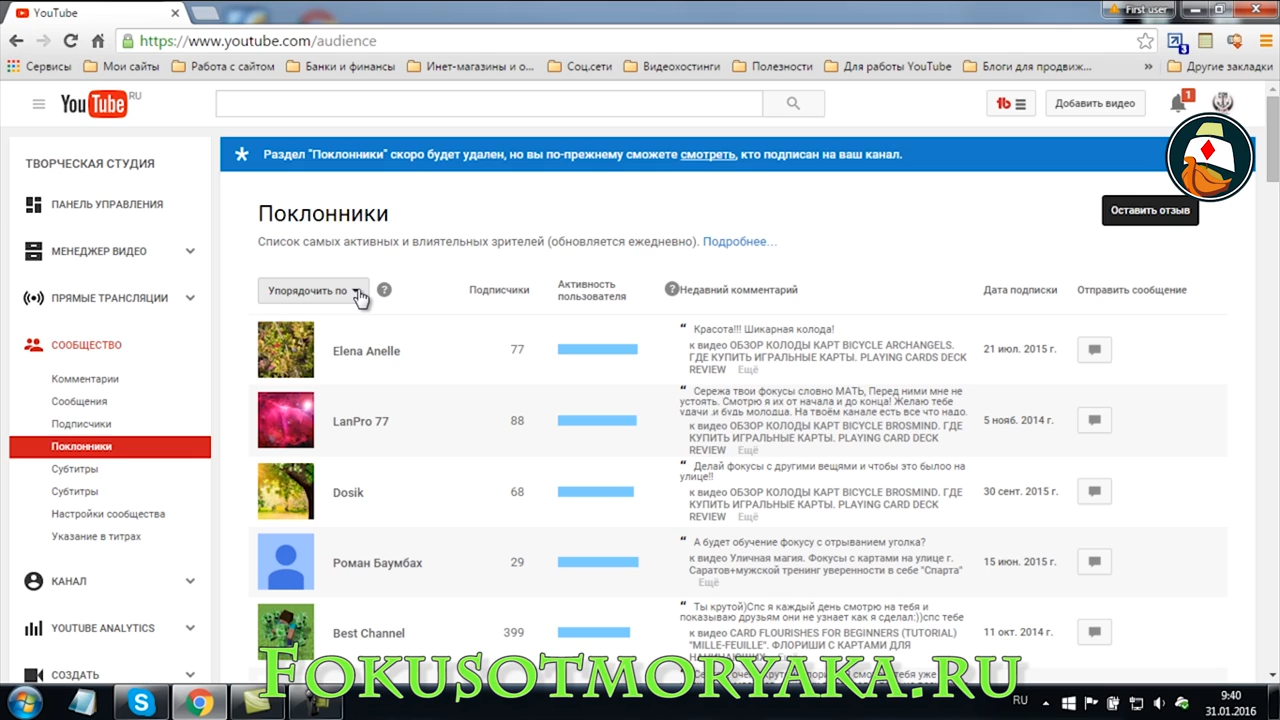 YouTube
First user
https://www.youtube.com/audience
3
Сервисы
Мои сайты
Работа с сайтом
Банки и финансы
Инет-магазины и о...
Соц.сети
Видеохостинги
Полезности
Для работы YouTube
Блоги для продвиж...
»
Другие закладки
YouTube RU
Добавить видео
1
ТВОРЧЕСКАЯ СТУДИЯ
ПАНЕЛЬ УПРАВЛЕНИЯ
МЕНЕДЖЕР ВИДЕО
ПРЯМЫЕ ТРАНСЛЯЦИИ
СООБЩЕСТВО
Комментарии
Сообщения
Подписчики
Поклонники
Субтитры
Субтитры
Настройки сообщества
Указание в титрах
КАНАЛ
YOUTUBE ANALYTICS
СОЗДАТЬ
Раздел "Поклонники" скоро будет удален, но вы по-прежнему сможете смотреть, кто подписан на ваш канал.
Поклонники
Оставить отзыв
Список самых активных и влиятельных зрителей (обновляется ежедневно). Подробнее...
Упорядочить по
?
Подписчики
Активность
пользователя
?
Недавний комментарий
Дата подписки
Отправить сообщение
Elena Anelle
77
“ Красота!!! Шикарная колода!
к видео ОБЗОР КОЛОДЫ КАРТ BICYCLE ARCHANGELS.
ГДЕ КУПИТЬ ИГРАЛЬНЫЕ КАРТЫ. PLAYING CARDS DECK
REVIEW Ещё
21 июл. 2015 г.
LanPro 77
88
“ Сережа твои фокусы словно МАТЬ, Перед ними мне не
устоять. Смотрю я их от начала и до конца! Желаю тебе
удачи ,и будь молодца. На твоём канале есть все что надо.
к видео ОБЗОР КОЛОДЫ КАРТ BICYCLE BROSMIND. ГДЕ
КУПИТЬ ИГРАЛЬНЫЕ КАРТЫ. PLAYING CARD DECK
REVIEW Ещё
5 нояб. 2014 г.
Dosik
68
“ Делай фокусы с другими вещями и чтобы это былоо на
улице!!
к видео ОБЗОР КОЛОДЫ КАРТ BICYCLE BROSMIND. ГДЕ
КУПИТЬ ИГРАЛЬНЫЕ КАРТЫ. PLAYING CARD DECK
REVIEW Ещё
30 сент. 2015 г.
Роман Баумбах
29
“ А будет обучение фокусу с отрыванием уголка?
к видео Уличная магия. Фокусы с картами на улице г.
Саратов+мужской тренинг уверенности в себе "Спарта"
Ещё
15 июн. 2015 г.
Best Channel
399
“ Ты крутой)Спс я каждый день смотрю на тебя и
показываю друзьям они не узнает как я сделал:))спс тебе
к видео CARD FLOURISHES FOR BEGINNERS (TUTORIAL)
"MILLE-FEUILLE". ФЛОРИШИ С КАРТАМИ ДЛЯ
11 окт. 2014 г.
FOKUSOTMORYAKA.RU
RU
9:40
31.01.2016